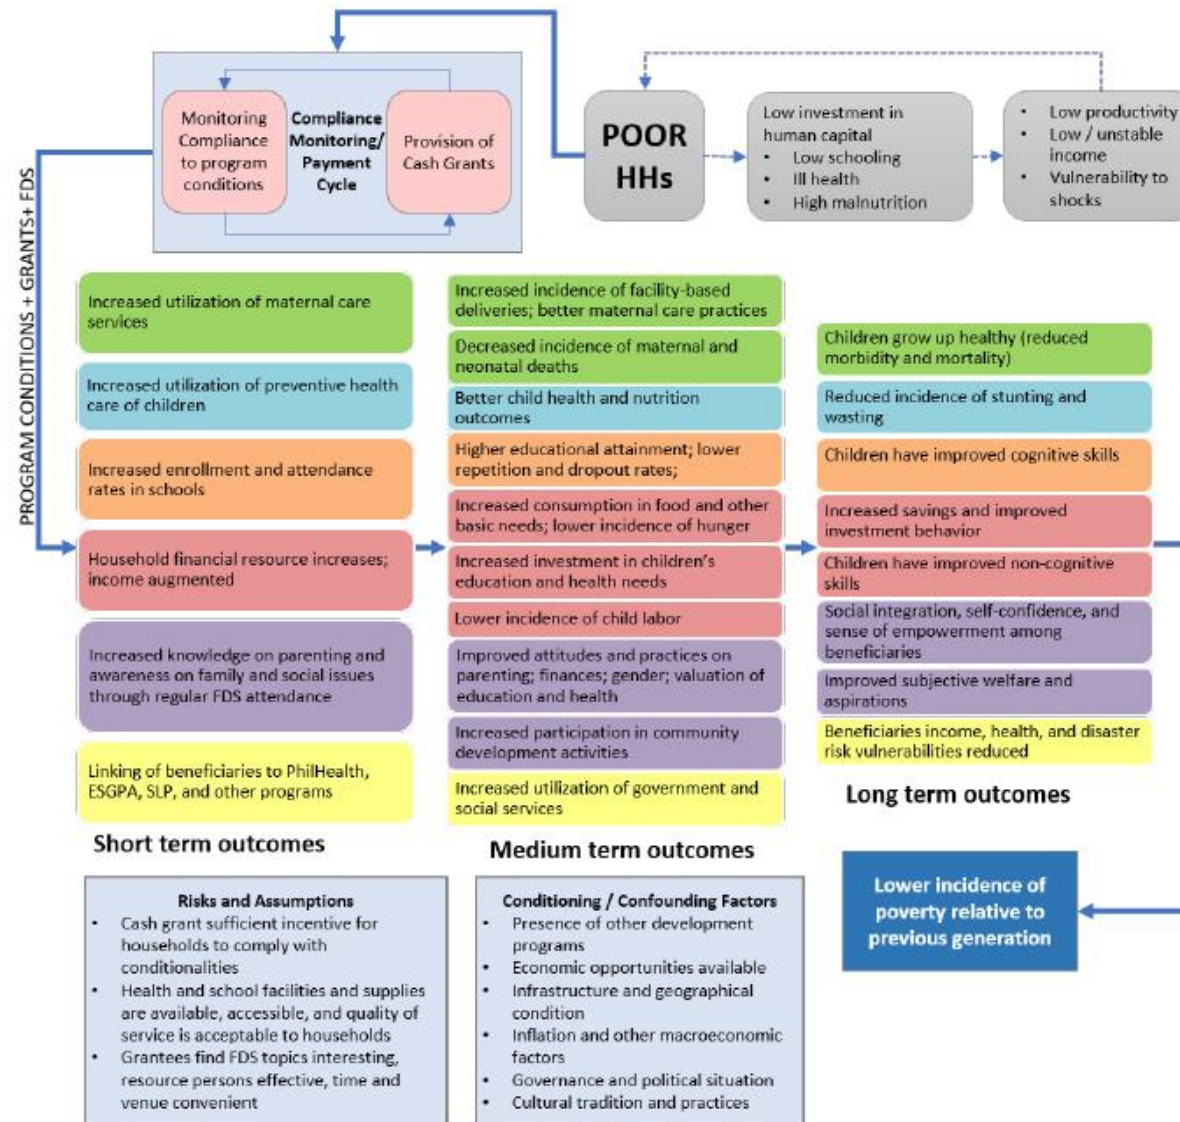 Monitoring
Compliance
to program
conditions
Compliance
Monitoring/
Payment
Cycle
Provision of
Cash Grants
POOR
HHs
Low investment in
human capital
• Low schooling
• Ill health
• High malnutrition
• Low productivity
• Low / unstable
income
• Vulnerability to
shocks
PROGRAM CONDITIONS + GRANTS+ FDS
Increased utilization of maternal care
services
Increased utilization of preventive health
care of children
Increased enrollment and attendance
rates in schools
Household financial resource increases;
income augmented
Increased knowledge on parenting and
awareness on family and social issues
through regular FDS attendance
Linking of beneficiaries to PhilHealth,
ESGPA, SLP, and other programs
Short term outcomes
Increased incidence of facility-based
deliveries; better maternal care practices
Decreased incidence of maternal and
neonatal deaths
Better child health and nutrition
outcomes
Higher educational attainment; lower
repetition and dropout rates;
Increased consumption in food and other
basic needs; lower incidence of hunger
Increased investment in children's
education and health needs
Lower incidence of child labor
Improved attitudes and practices on
parenting; finances; gender; valuation of
education and health
Increased participation in community
development activities
Increased utilization of government and
social services
Medium term outcomes
Children grow up healthy (reduced
morbidity and mortality)
Reduced incidence of stunting and
wasting
Children have improved cognitive skills
Increased savings and improved
investment behavior
Children have improved non-cognitive
skills
Social integration, self-confidence, and
sense of empowerment among
beneficiaries
Improved subjective welfare and
aspirations
Beneficiaries income, health, and disaster
risk vulnerabilities reduced
Long term outcomes
Risks and Assumptions
• Cash grant sufficient incentive for
households to comply with
conditionalities
• Health and school facilities and supplies
are available, accessible, and quality of
service is acceptable to households
• Grantees find FDS topics interesting,
resource persons effective, time and
venue convenient
Conditioning / Confounding Factors
• Presence of other development
programs
• Economic opportunities available
• Infrastructure and geographical
condition
• Inflation and other macroeconomic
factors
• Governance and political situation
• Cultural tradition and practices
Lower incidence of
poverty relative to
previous generation